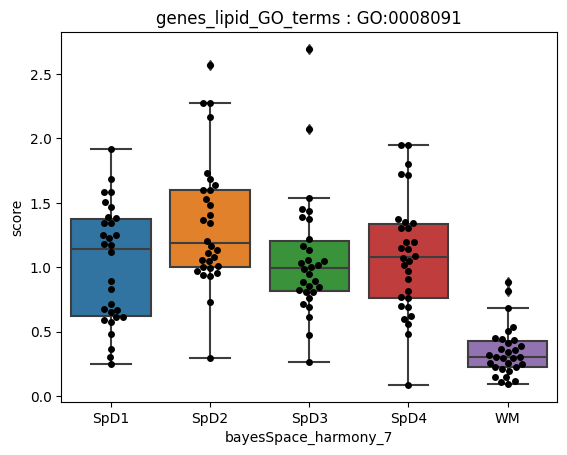 genes_lipid_GO_terms : GO:0008091
2.5
2.0
1.5
1.0
0.5
0.0
score
SpD1 SpD2 SpD3 SpD4 WM
bayesSpace_harmony_7